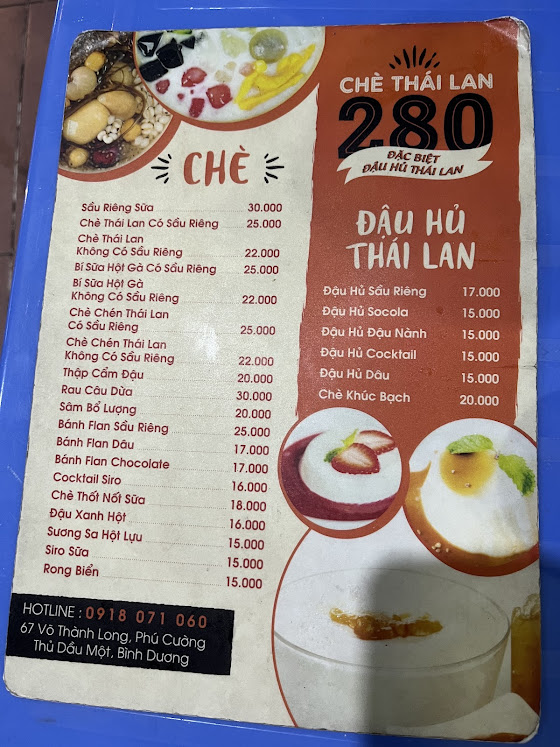 CHÈ THÁI LAN
280
ĐẶC BIỆT
ĐẬU HỦ THÁI LAN
CHÈ
Sầu Riêng Sữa 30.000
Chè Thái Lan Có Sầu Riêng 25.000
Chè Thái Lan
Không Có Sầu Riêng 22.000
Bí Sữa Hột Gà Có Sầu Riêng 25.000
Bí Sữa Hột Gà
Không Có Sầu Riêng 22.000
Chè Chén Thái Lan
Có Sầu Riêng 25.000
Chè Chén Thái Lan
Không Có Sầu Riêng 22.000
Thập Cẩm Đậu 20.000
Rau Câu Dừa 30.000
Sâm Bổ Lượng 20.000
Bánh Flan Sầu Riêng 25.000
Bánh Flan Dâu 17.000
Bánh Flan Chocolate 17.000
Cocktail Siro 16.000
Chè Thốt Nốt Sữa 18.000
Đậu Xanh Hột 16.000
Sương Sa Hột Lựu 15.000
Siro Sữa 15.000
Rong Biển 15.000
ĐẬU HỦ
THÁI LAN
Đậu Hủ Sầu Riêng 17.000
Đậu Hủ Socola 15.000
Đậu Hủ Đậu Nành 15.000
Đậu Hủ Cocktail 15.000
Đậu Hủ Dâu 15.000
Chè Khúc Bạch 20.000
HOTLINE : 0918 071 060
67 Võ Thành Long, Phú Cường
Thủ Dầu Một, Bình Dương